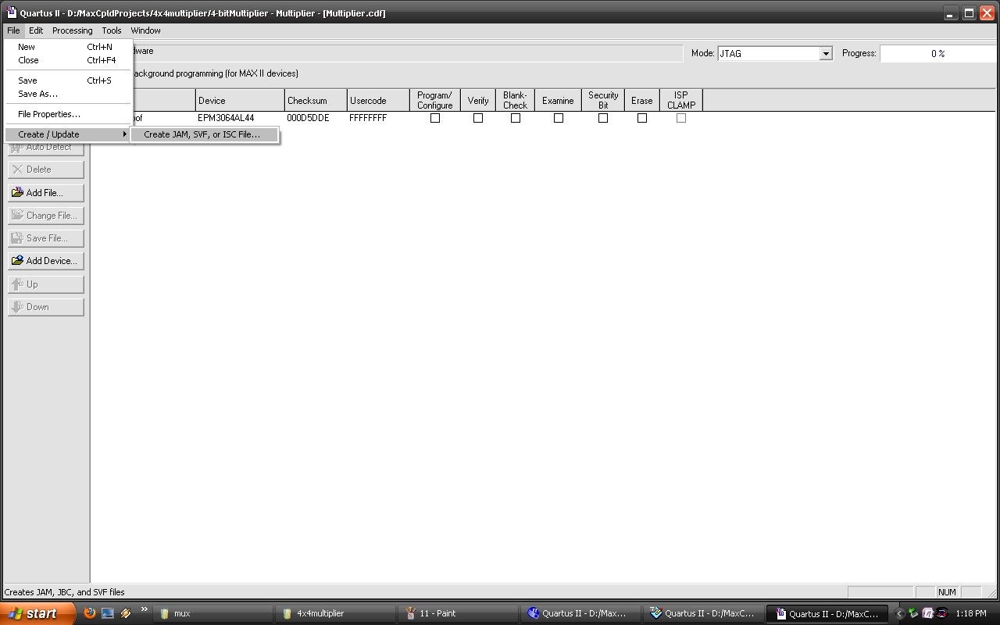 Quartus II - D:/MaxCpldProjects/4x4multiplier/4-bitMultiplier - Multiplier - [Multiplier.cdf]
File Edit Processing Tools Window
New Ctrl+N
Close Ctrl+F4
Save Ctrl+S
Save As...
File Properties...
Create / Update
Create JAM, SVF, or ISC File...
dware
Mode: JTAG Progress: 0 %
ackground programming (for MAX II devices)
Device Checksum Usercode Program/ Configure Verify Blank- Check Examine Security Bit Erase ISP CLAMP
pof EPM3064AL44 000D5DDE FFFFFFFF
Auto Detect
Delete
Add File...
Change File...
Save File...
Add Device...
Up
Down
Creates JAM, JBC, and SVF files NUM
start mux 4x4multiplier 11 - Paint Quartus II - D:/Max... Quartus II - D:/MaxC... Quartus II - D:/MaxC... 1:18 PM